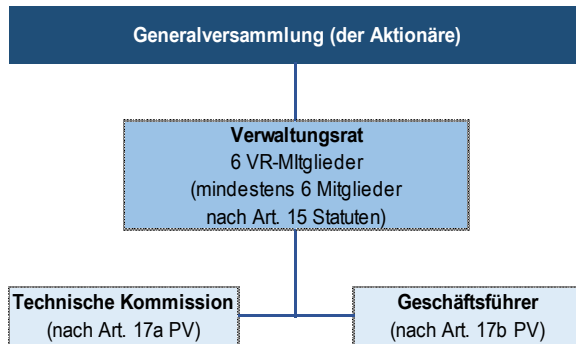 Generalversammlung (der Aktionäre)
Verwaltungsrat
6 VR-MItglieder
(mindestens 6 Mitglieder
nach Art. 15 Statuten)
Technische Kommission
(nach Art. 17a PV)
Geschäftsführer
(nach Art. 17b PV)